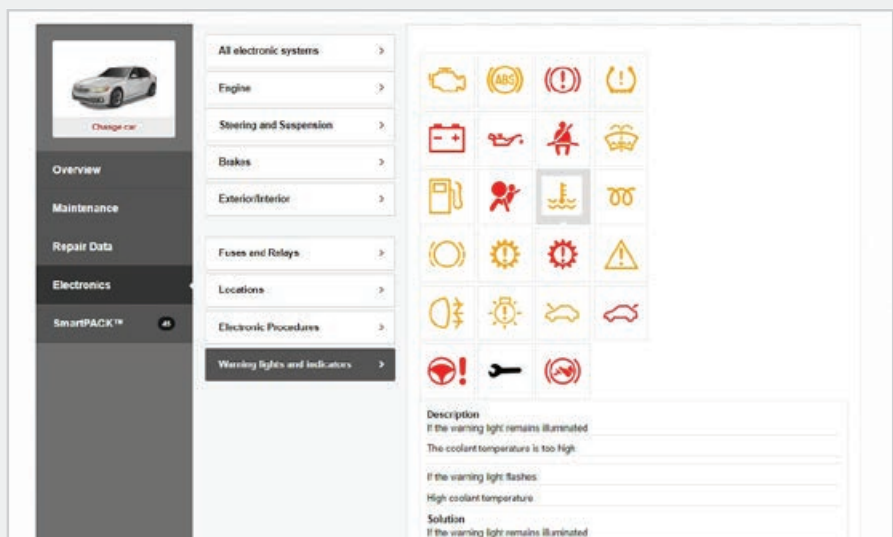 Change car
Overview
Maintenance
Repair Data
Electronics
SmartPACK™ 45
All electronic systems
Engine
Steering and Suspension
Brakes
Exterior/Interior
Fuses and Relays
Locations
Electronic Procedures
Warning lights and indicators
ABS
Description
If the warning light remains illuminated
The coolant temperature is too high
If the warning light flashes
High coolant temperature
Solution
If the warning light remains illuminated